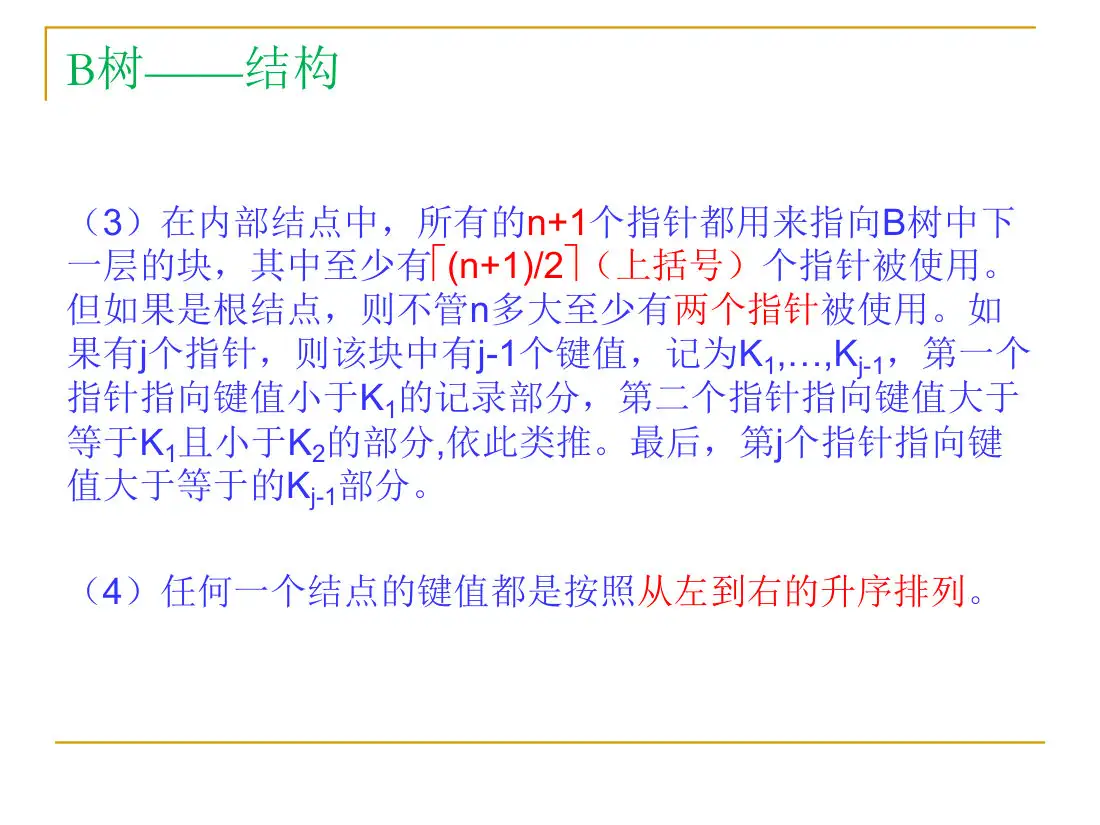 B树——结构
（3）在内部结点中，所有的n+1个指针都用来指向B树中下
一层的块，其中至少有⌈(n+1)/2⌉（上括号）个指针被使用。
但如果是根结点，则不管n多大至少有两个指针被使用。如
果有j个指针，则该块中有j-1个键值，记为K1,…,Kj-1，第一个
指针指向键值小于K1的记录部分，第二个指针指向键值大于
等于K1且小于K2的部分,依此类推。最后，第j个指针指向键
值大于等于的Kj-1部分。
（4）任何一个结点的键值都是按照从左到右的升序排列。